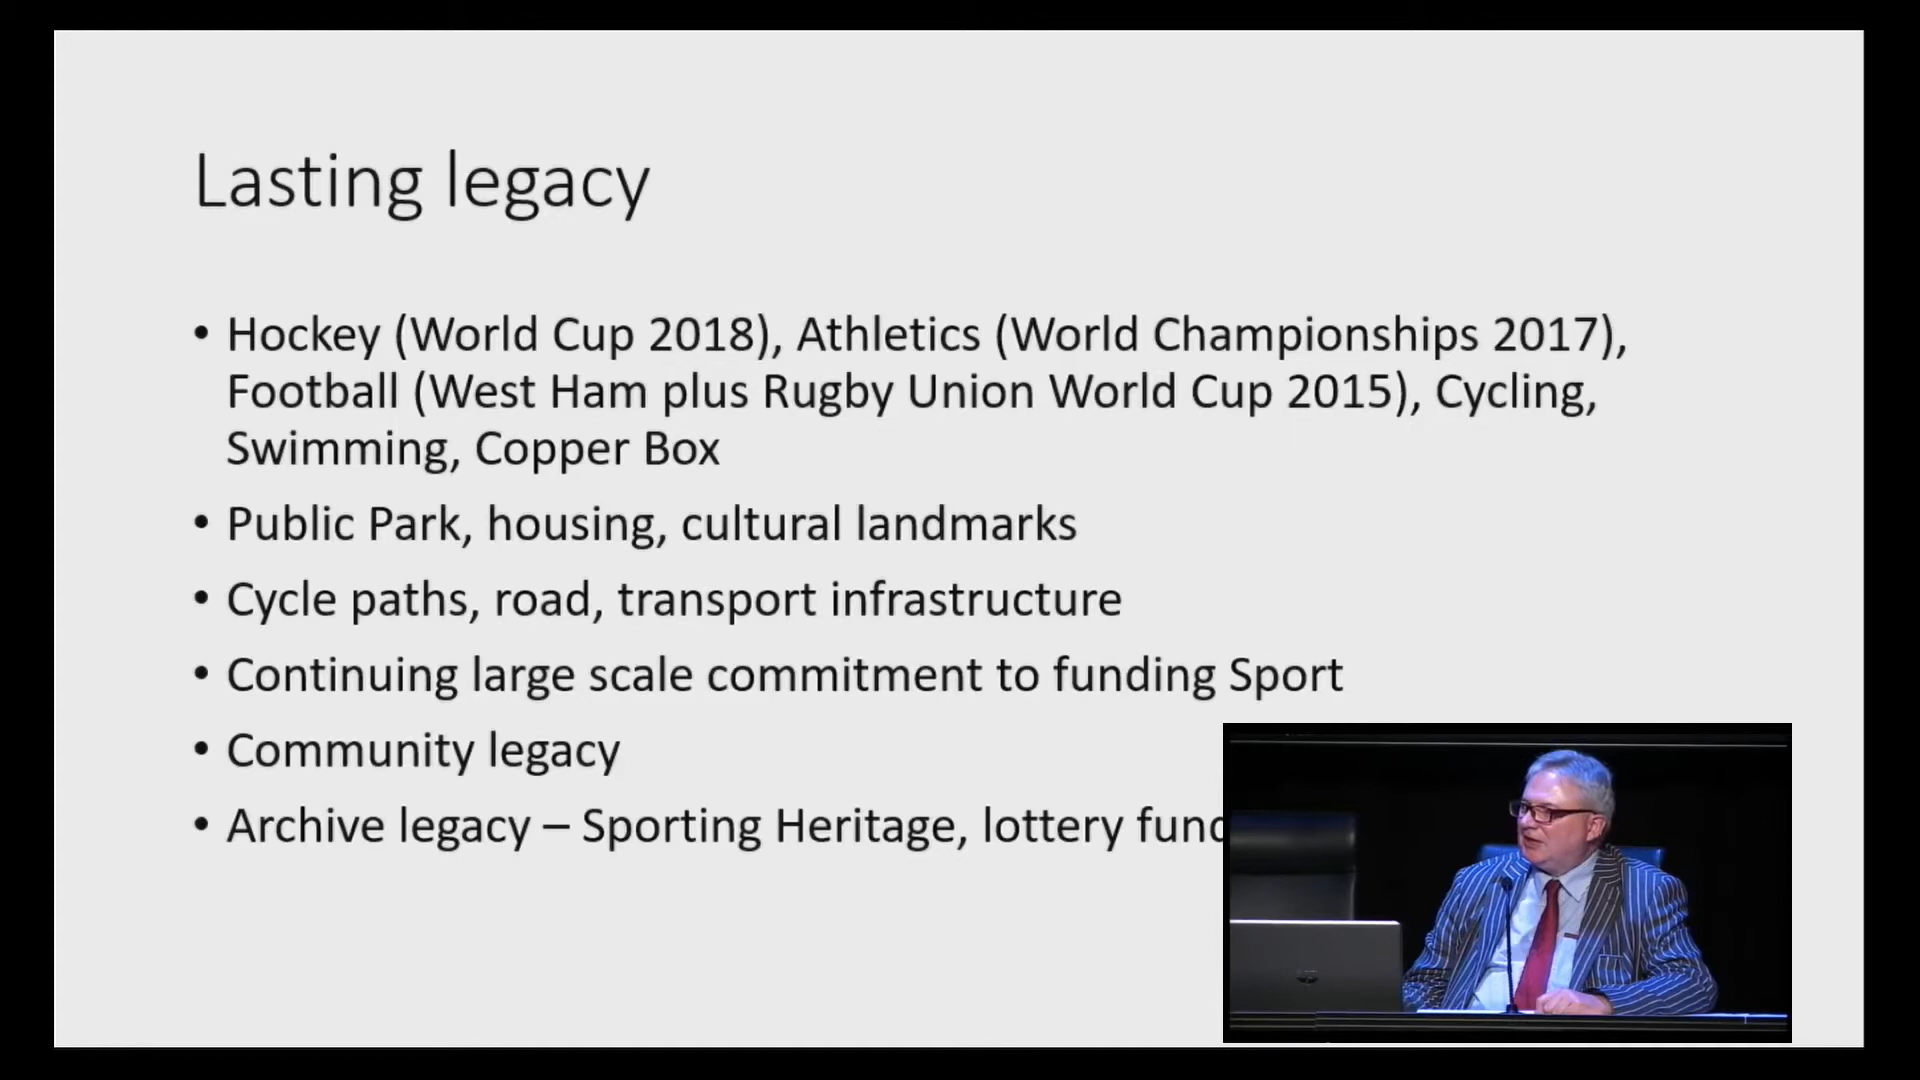 Lasting legacy
• Hockey (World Cup 2018), Athletics (World Championships 2017),
Football (West Ham plus Rugby Union World Cup 2015), Cycling,
Swimming, Copper Box
• Public Park, housing, cultural landmarks
• Cycle paths, road, transport infrastructure
• Continuing large scale commitment to funding Sport
• Community legacy
• Archive legacy – Sporting Heritage, lottery